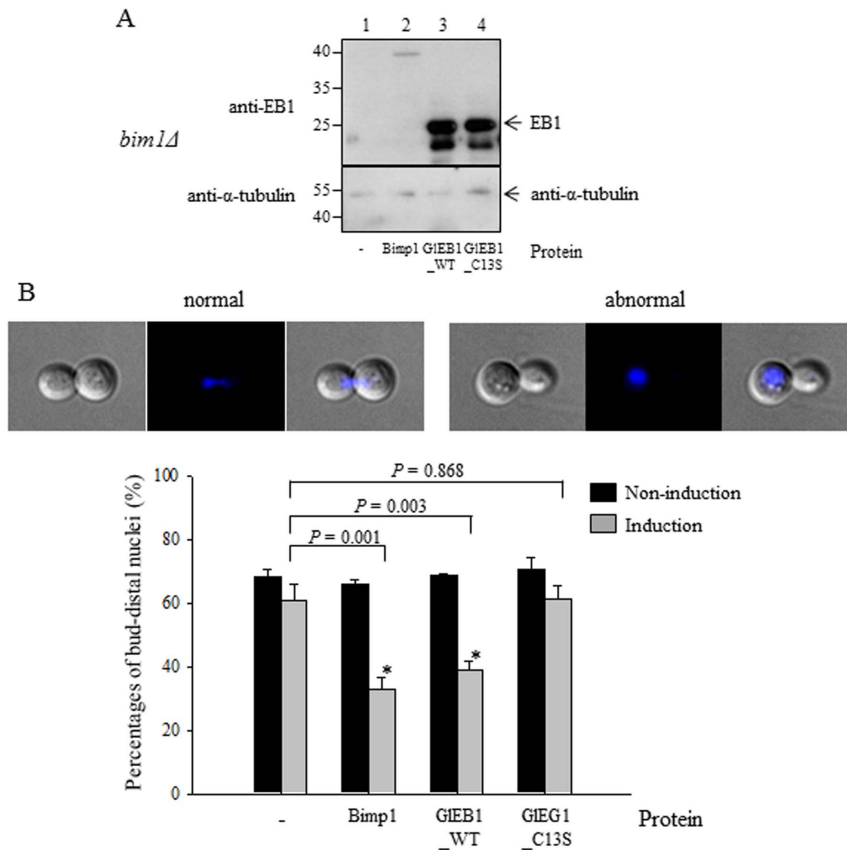 A
1 2 3 4
40
35
anti-EB1
25
EB1
bim1Δ
anti-α-tubulin
55
anti-α-tubulin
40
- Bimp1 GlEB1 GlEB1 Protein
_WT _C13S
B
normal abnormal
Percentages of bud-distal nuclei (%)
100
80
60
40
20
0
P = 0.868
P = 0.003
P = 0.001
* *
Non-induction
Induction
- Bimp1 GlEB1 GlEG1 Protein
_WT _C13S